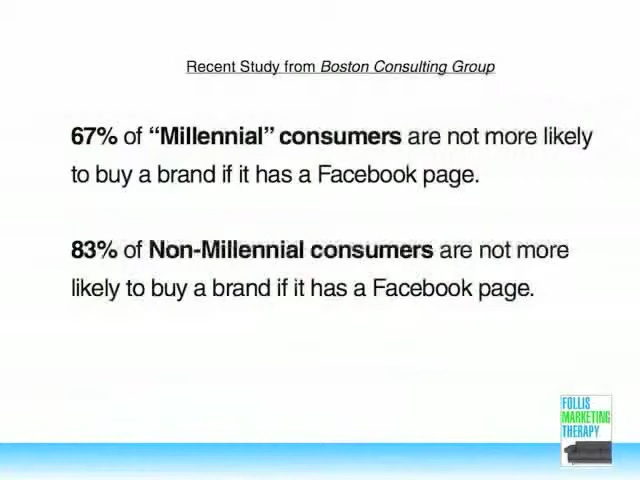 Recent Study from Boston Consulting Group
67% of “Millennial” consumers are not more likely
to buy a brand if it has a Facebook page.
83% of Non-Millennial consumers are not more
likely to buy a brand if it has a Facebook page.
FOLLIS
MARKETING
THERAPY